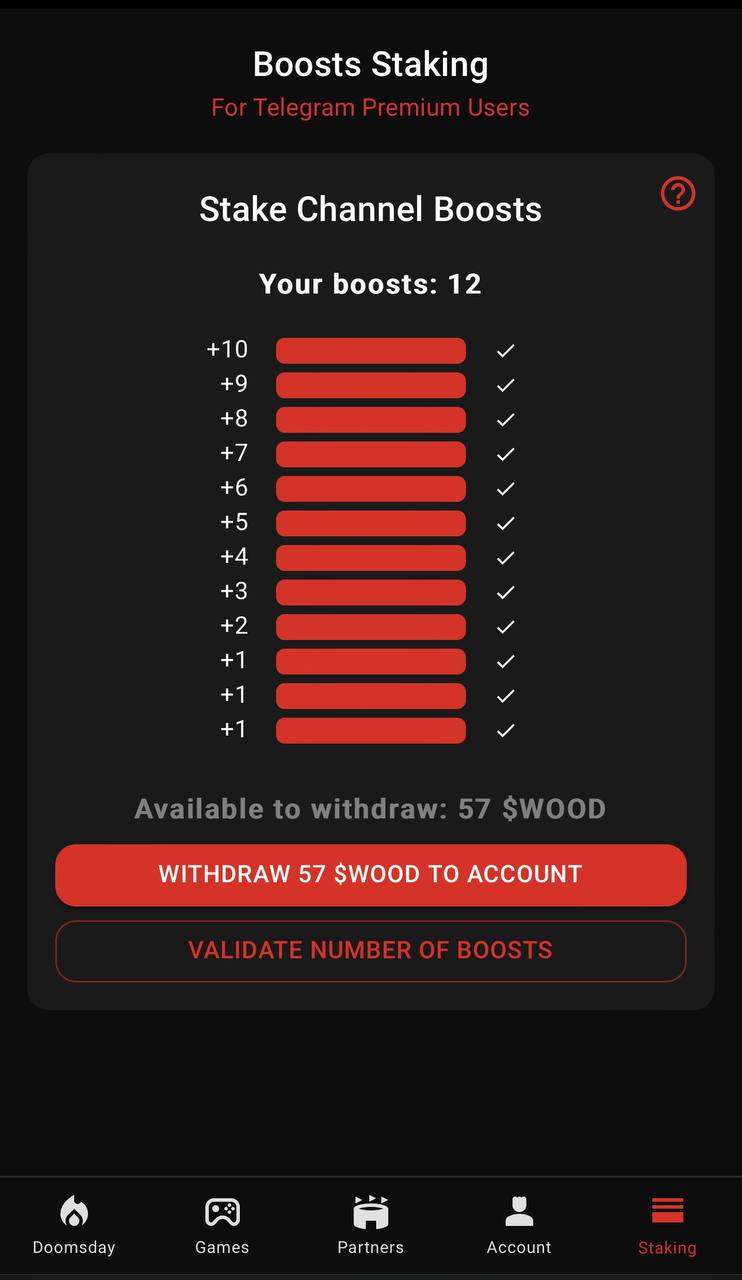 Boosts Staking
For Telegram Premium Users
Stake Channel Boosts
Your boosts: 12
+10
+9
+8
+7
+6
+5
+4
+3
+2
+1
+1
+1
Available to withdraw: 57 $WOOD
WITHDRAW 57 $WOOD TO ACCOUNT
VALIDATE NUMBER OF BOOSTS
Doomsday Games Partners Account Staking